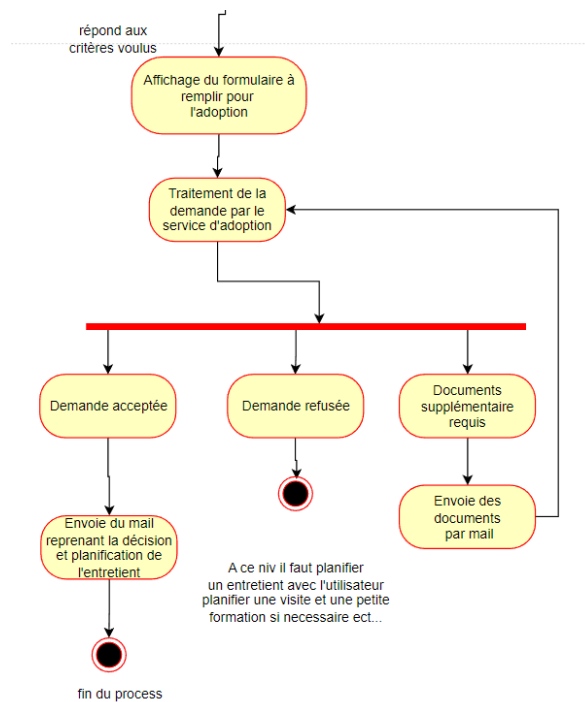 répond aux
critères voulus
Affichage du formulaire à
remplir pour
l'adoption
Traitement de la
demande par le
service d'adoption
Demande acceptée
Demande refusée
Documents
supplémentaire
requis
Envoie du mail
reprenant la décision
et planification de
l'entretient
Envoie des
documents
par mail
A ce niv il faut planifier
un entretient avec l'utilisateur
planifier une visite et une petite
formation si necessaire ect...
fin du process